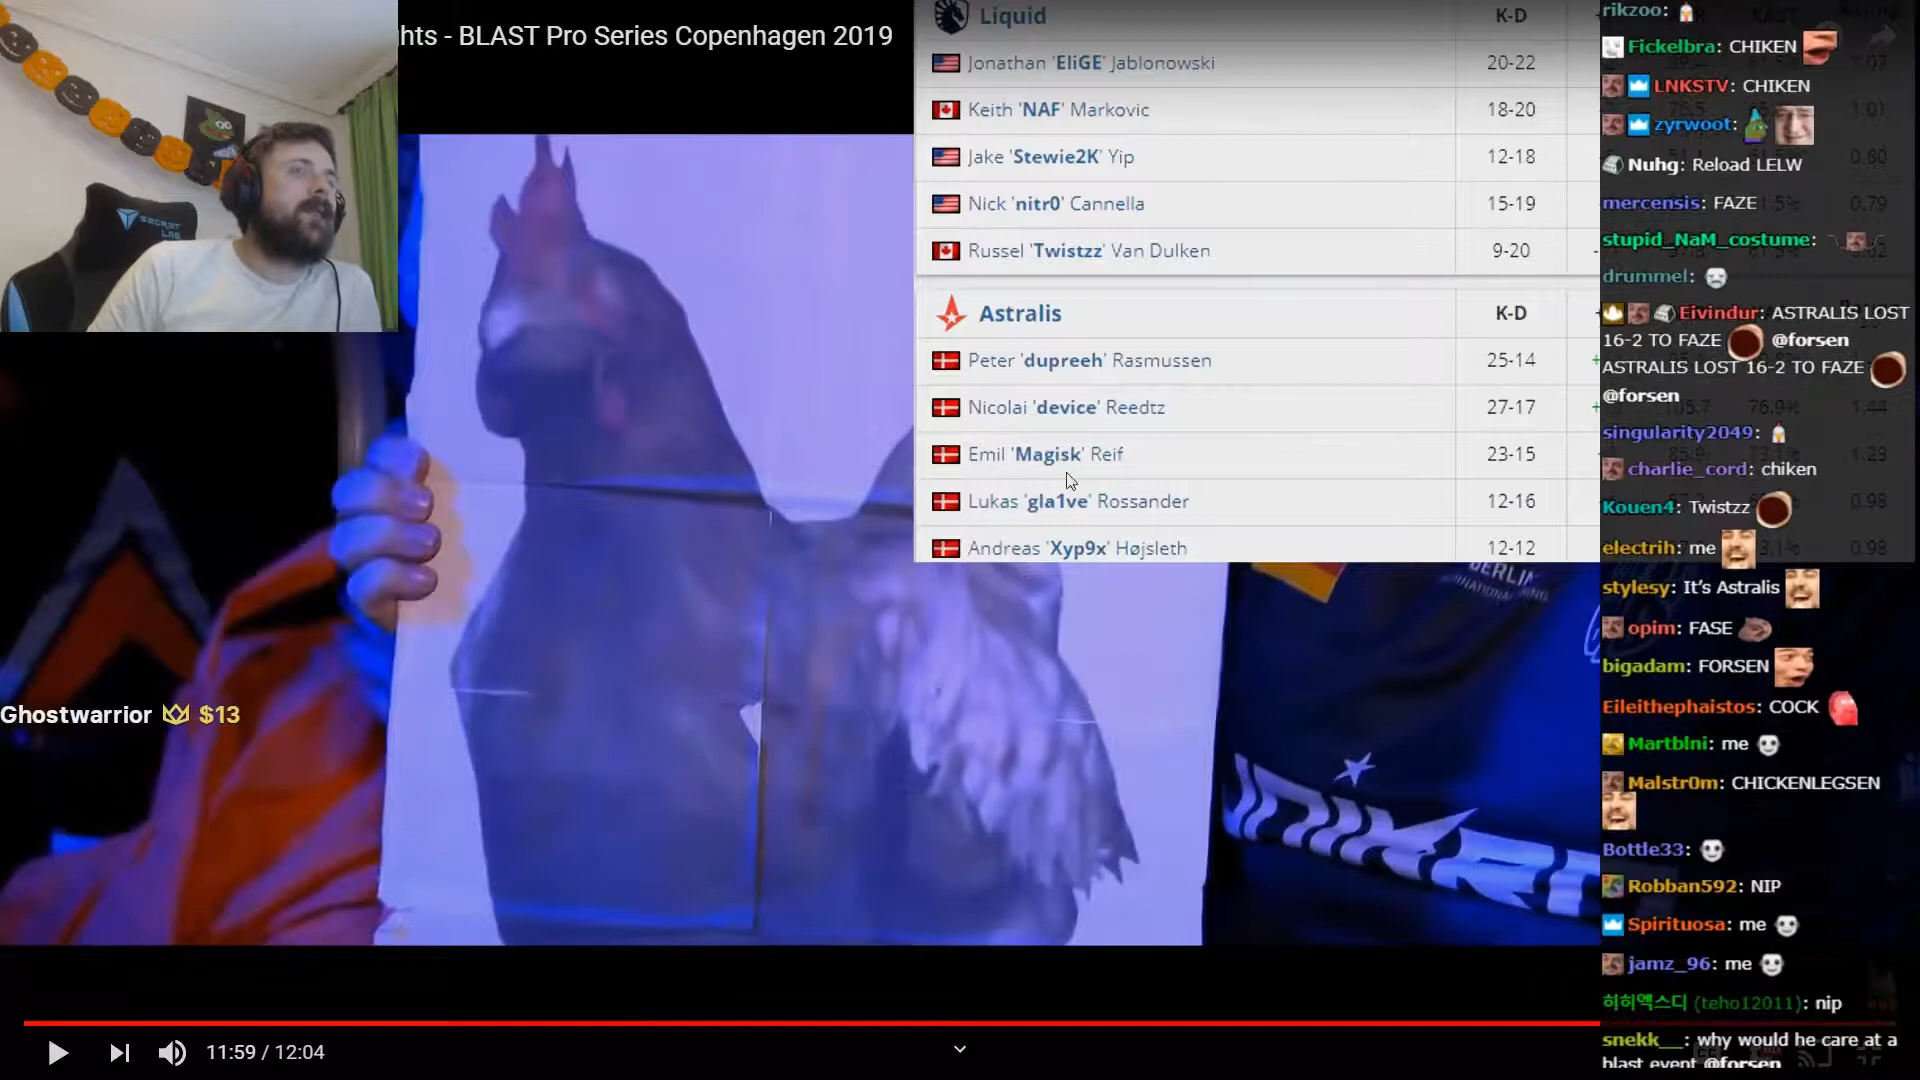 hts - BLAST Pro Series Copenhagen 2019
SECRET
LAB
Liquid K-D
Jonathan 'EliGE' Jablonowski 20-22
Keith 'NAF' Markovic 18-20
Jake 'Stewie2K' Yip 12-18
Nick 'nitr0' Cannella 15-19
Russel 'Twistzz' Van Dulken 9-20
Astralis K-D
Peter 'dupreeh' Rasmussen 25-14
Nicolai 'device' Reedtz 27-17
Emil 'Magisk' Reif 23-15
Lukas 'gla1ve' Rossander 12-16
Andreas 'Xyp9x' Højsleth 12-12
BERLIN
Ghostwarrior $13
11:59 / 12:04
rikzoo:
Fickelbra: CHIKEN
LNKSTV: CHIKEN
zyrwoot:
Nuhg: Reload LELW
mercensis: FAZE
stupid_NaM_costume:
drummel:
Eivindur: ASTRALIS LOST
16-2 TO FAZE @forsen
ASTRALIS LOST 16-2 TO FAZE
@forsen
singularity2049:
charlie_cord: chiken
Kouen4: Twistzz
electrih: me
stylesy: It's Astralis
opim: FASE
bigadam: FORSEN
Eileithephaistos: COCK
Martblni: me
Malstr0m: CHICKENLEGSEN
Bottle33:
Robban592: NIP
Spirituosa: me
jamz_96: me
히히엑스디 (teho12011): nip
snekk__: why would he care at a
blast event @forsen